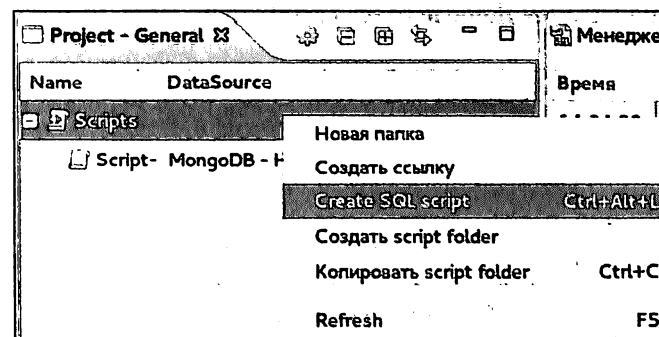 Project - General
Менедже
Name DataSource
Время
Scripts
Script- MongoDB - H
Новая папка
Создать ссылку
Create SQL script Ctrl+Alt+L
Создать script folder
Копировать script folder Ctrl+C
Refresh F5